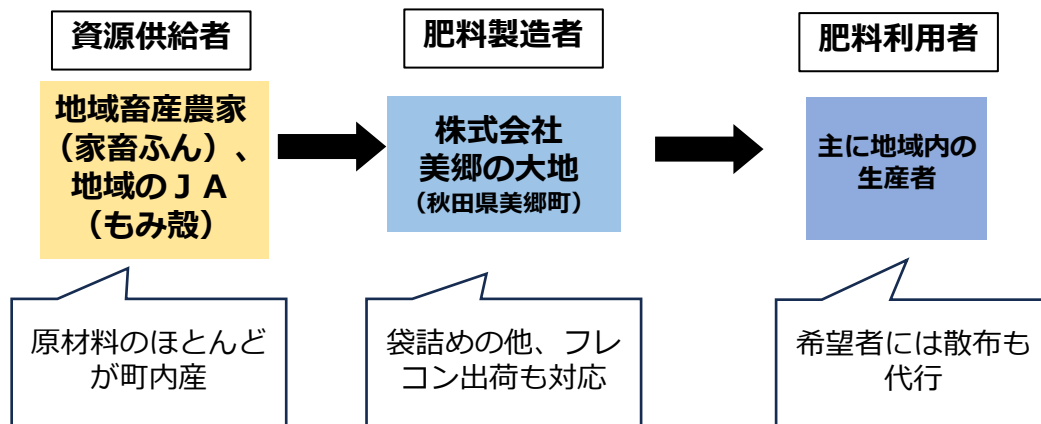 資源供給者
地域畜産農家
（家畜ふん）、
地域のＪＡ
（もみ殻）
原材料のほとんど
が町内産
肥料製造者
株式会社
美郷の大地
（秋田県美郷町）
袋詰めの他、フレ
コン出荷も対応
肥料利用者
主に地域内の
生産者
希望者には散布も
代行